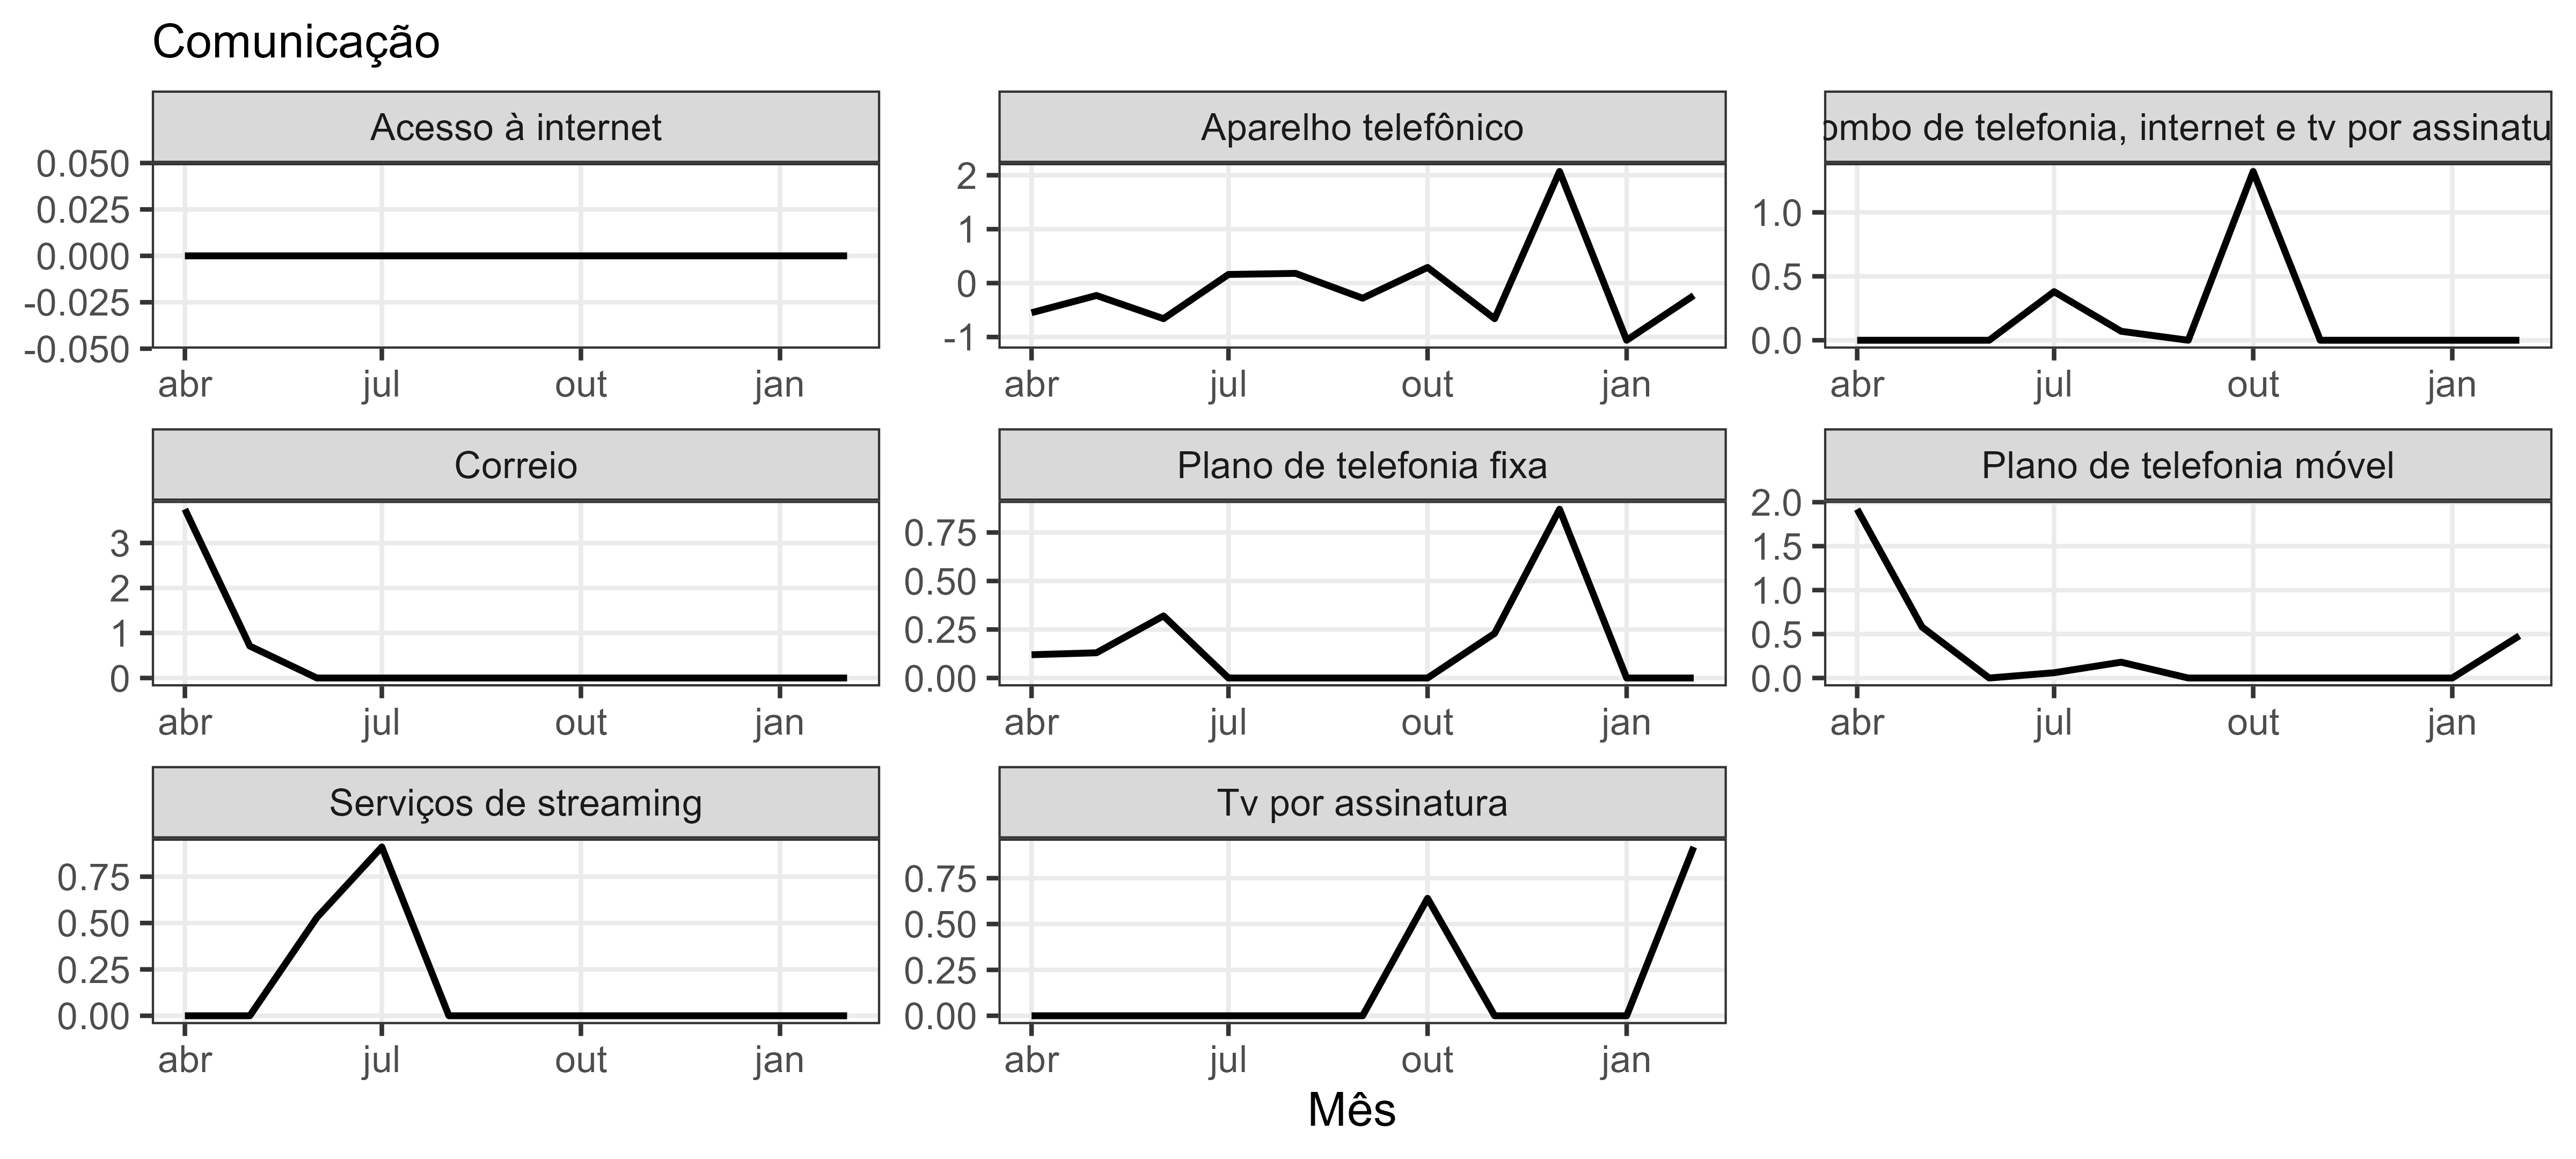 Comunicação
Acesso à internet
Aparelho telefônico
ombo de telefonia, internet e tv por assinatu
0.050
0.025
0.000
-0.025
-0.050
abr jul out jan
2
1
0
-1
abr jul out jan
1.0
0.5
0.0
abr jul out jan
Correio
Plano de telefonia fixa
Plano de telefonia móvel
3
2
1
0
abr jul out jan
0.75
0.50
0.25
0.00
abr jul out jan
2.0
1.5
1.0
0.5
0.0
abr jul out jan
Serviços de streaming
Tv por assinatura
0.75
0.50
0.25
0.00
abr jul out jan
0.75
0.50
0.25
0.00
abr jul out jan
Mês